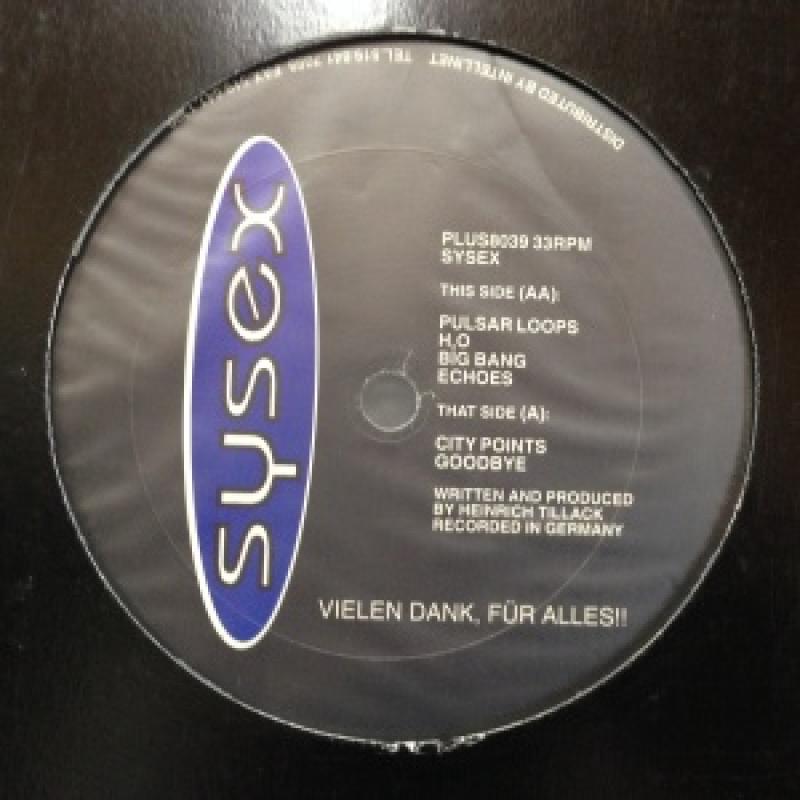 DISTRIBUTED BY INTELLINET TEL
sysex
PLUS8039 33RPM
SYSEX
THIS SIDE (AA):
PULSAR LOOPS
H2O
BIG BANG
ECHOES
THAT SIDE (A):
CITY POINTS
GOODBYE
WRITTEN AND PRODUCED
BY HEINRICH TILLACK
RECORDED IN GERMANY
VIELEN DANK, FÜR ALLES!!